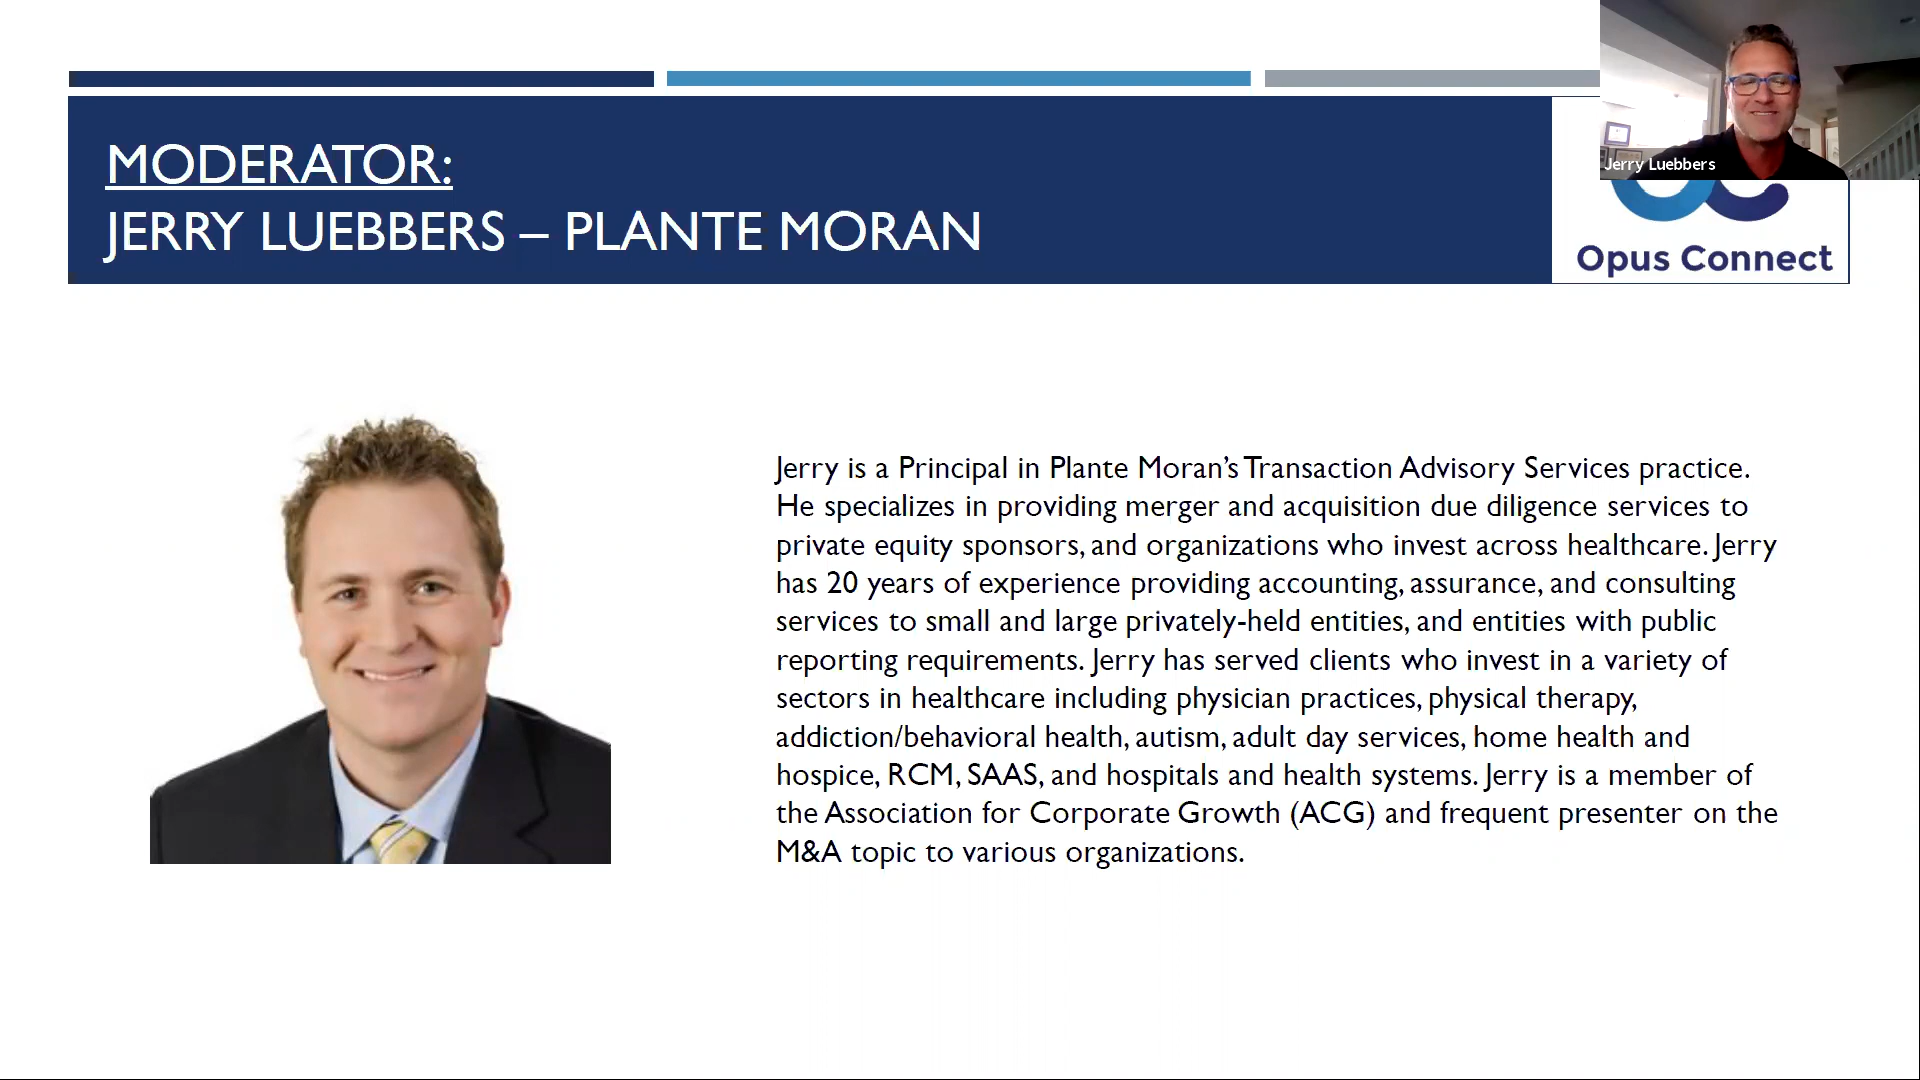 MODERATOR:
JERRY LUEBBERS – PLANTE MORAN
Jerry Luebbers
Opus Connect
Jerry is a Principal in Plante Moran’s Transaction Advisory Services practice.
He specializes in providing merger and acquisition due diligence services to
private equity sponsors, and organizations who invest across healthcare. Jerry
has 20 years of experience providing accounting, assurance, and consulting
services to small and large privately-held entities, and entities with public
reporting requirements. Jerry has served clients who invest in a variety of
sectors in healthcare including physician practices, physical therapy,
addiction/behavioral health, autism, adult day services, home health and
hospice, RCM, SAAS, and hospitals and health systems. Jerry is a member of
the Association for Corporate Growth (ACG) and frequent presenter on the
M&A topic to various organizations.